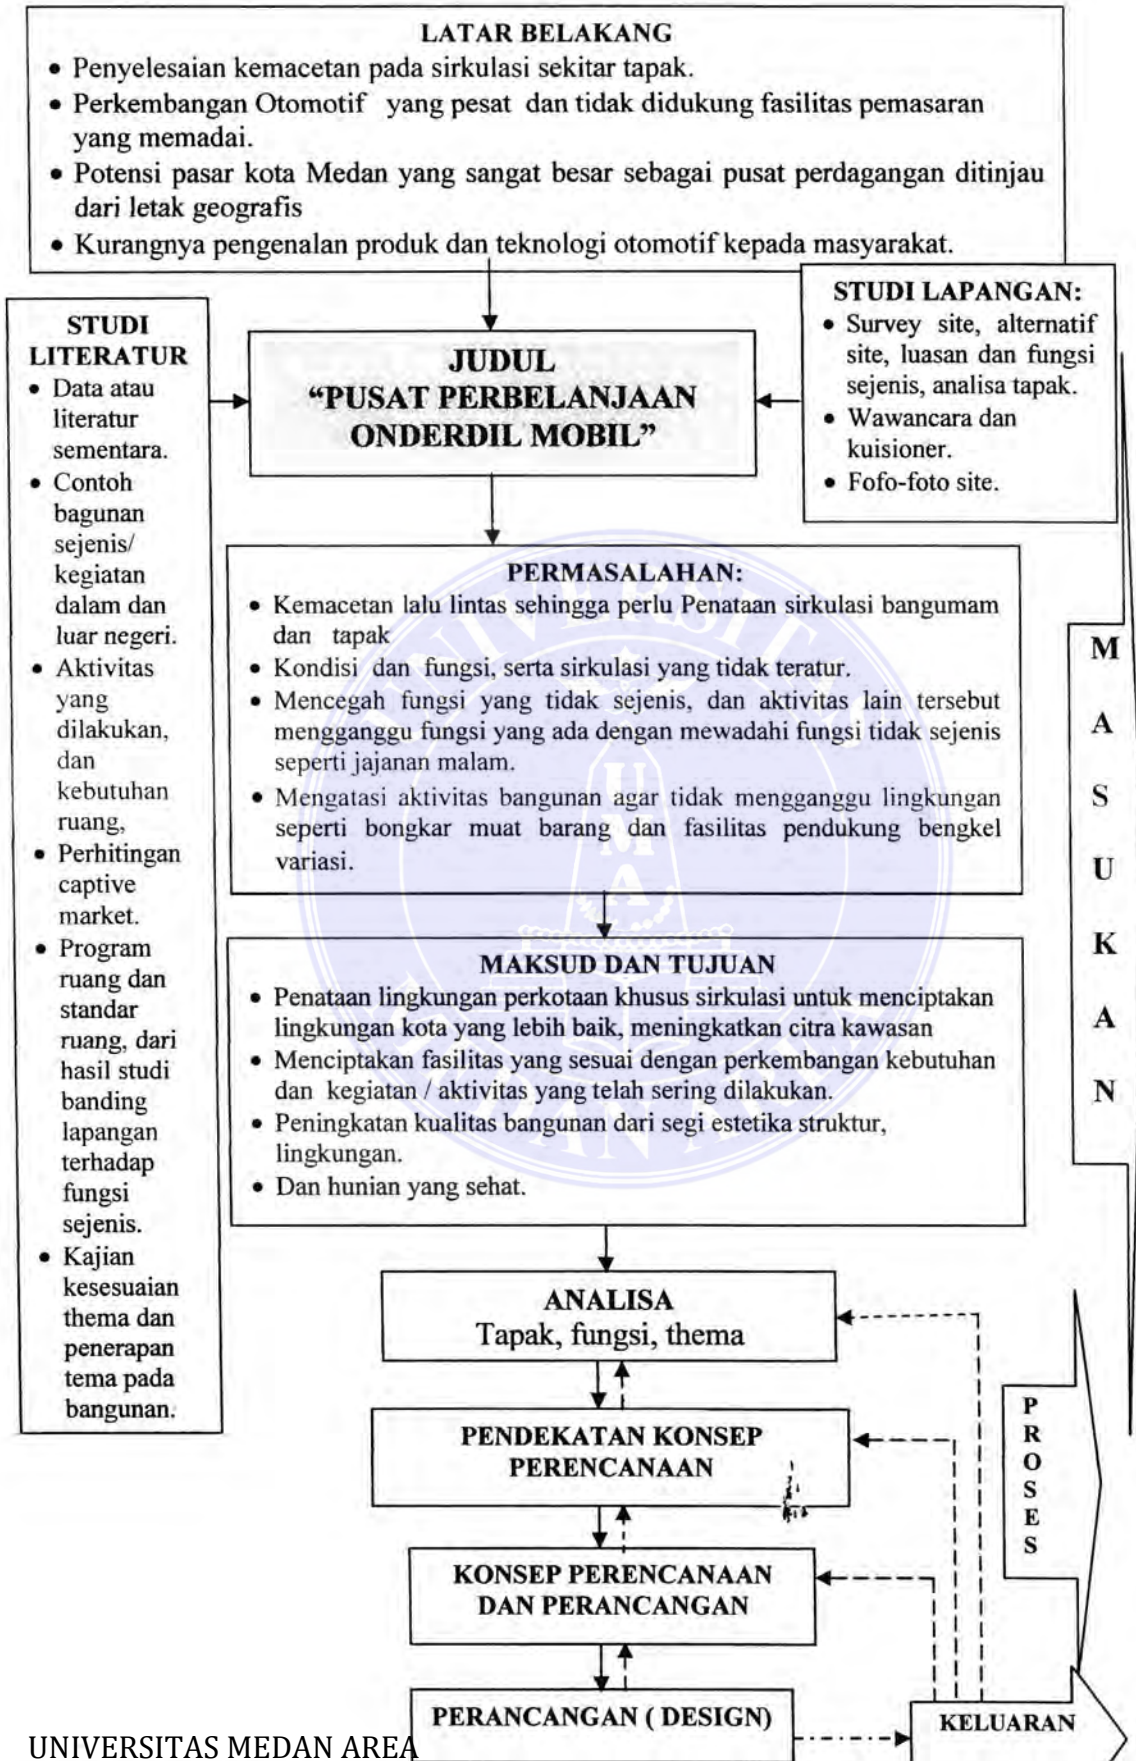 LATAR BELAKANG
• Penyelesaian kemacetan pada sirkulasi sekitar tapak.
• Perkembangan Otomotif yang pesat dan tidak didukung fasilitas pemasaran
yang memadai.
• Potensi pasar kota Medan yang sangat besar sebagai pusat perdagangan ditinjau
dari letak geografis
• Kurangnya pengenalan produk dan teknologi otomotif kepada masyarakat.
STUDI
LITERATUR
• Data atau
literatur
sementara.
• Contoh
bagunan
sejenis/
kegiatan
dalam dan
luar negeri.
• Aktivitas
yang
dilakukan,
dan
kebutuhan
ruang,
• Perhitingan
captive
market.
• Program
ruang dan
standar
ruang, dari
hasil studi
banding
lapangan
terhadap
fungsi
sejenis.
• Kajian
kesesuaian
thema dan
penerapan
tema pada
bangunan.
JUDUL
“PUSAT PERBELANJAAN
ONDERDIL MOBIL”
STUDI LAPANGAN:
• Survey site, alternatif
site, luasan dan fungsi
sejenis, analisa tapak.
• Wawancara dan
kuisioner.
• Fofo-foto site.
PERMASALAHAN:
• Kemacetan lalu lintas sehingga perlu Penataan sirkulasi bangumam
dan tapak
• Kondisi dan fungsi, serta sirkulasi yang tidak teratur.
• Mencegah fungsi yang tidak sejenis, dan aktivitas lain tersebut
mengganggu fungsi yang ada dengan mewadahi fungsi tidak sejenis
seperti jajanan malam.
• Mengatasi aktivitas bangunan agar tidak mengganggu lingkungan
seperti bongkar muat barang dan fasilitas pendukung bengkel
variasi.
MAKSUD DAN TUJUAN
• Penataan lingkungan perkotaan khusus sirkulasi untuk menciptakan
lingkungan kota yang lebih baik, meningkatkan citra kawasan
• Menciptakan fasilitas yang sesuai dengan perkembangan kebutuhan
dan kegiatan / aktivitas yang telah sering dilakukan.
• Peningkatan kualitas bangunan dari segi estetika struktur,
lingkungan.
• Dan hunian yang sehat.
ANALISA
Tapak, fungsi, thema
PENDEKATAN KONSEP
PERENCANAAN
KONSEP PERENCANAAN
DAN PERANCANGAN
PERANCANGAN ( DESIGN)
MASUKAN
PROSES
KELUARAN
UNIVERSITAS MEDAN AREA
UMA
UNIVERSITAS MEDAN AREA